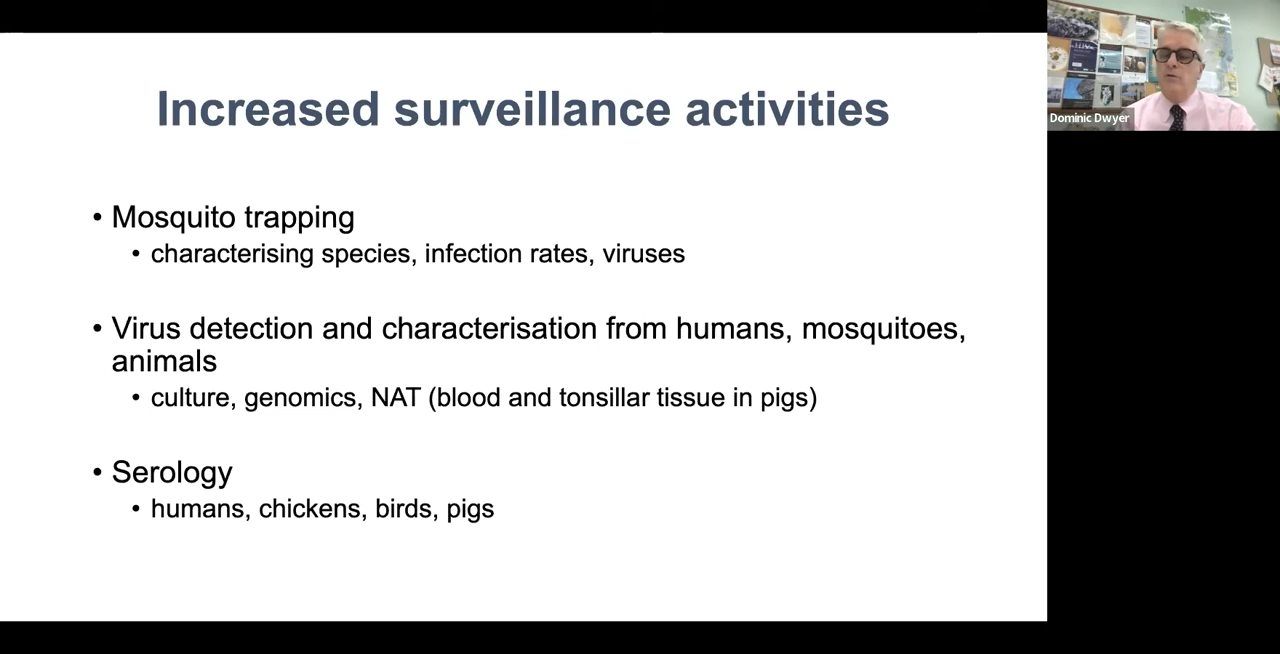 Increased surveillance activities
• Mosquito trapping
• characterising species, infection rates, viruses
• Virus detection and characterisation from humans, mosquitoes,
animals
• culture, genomics, NAT (blood and tonsillar tissue in pigs)
• Serology
• humans, chickens, birds, pigs
Dominic Dwyer